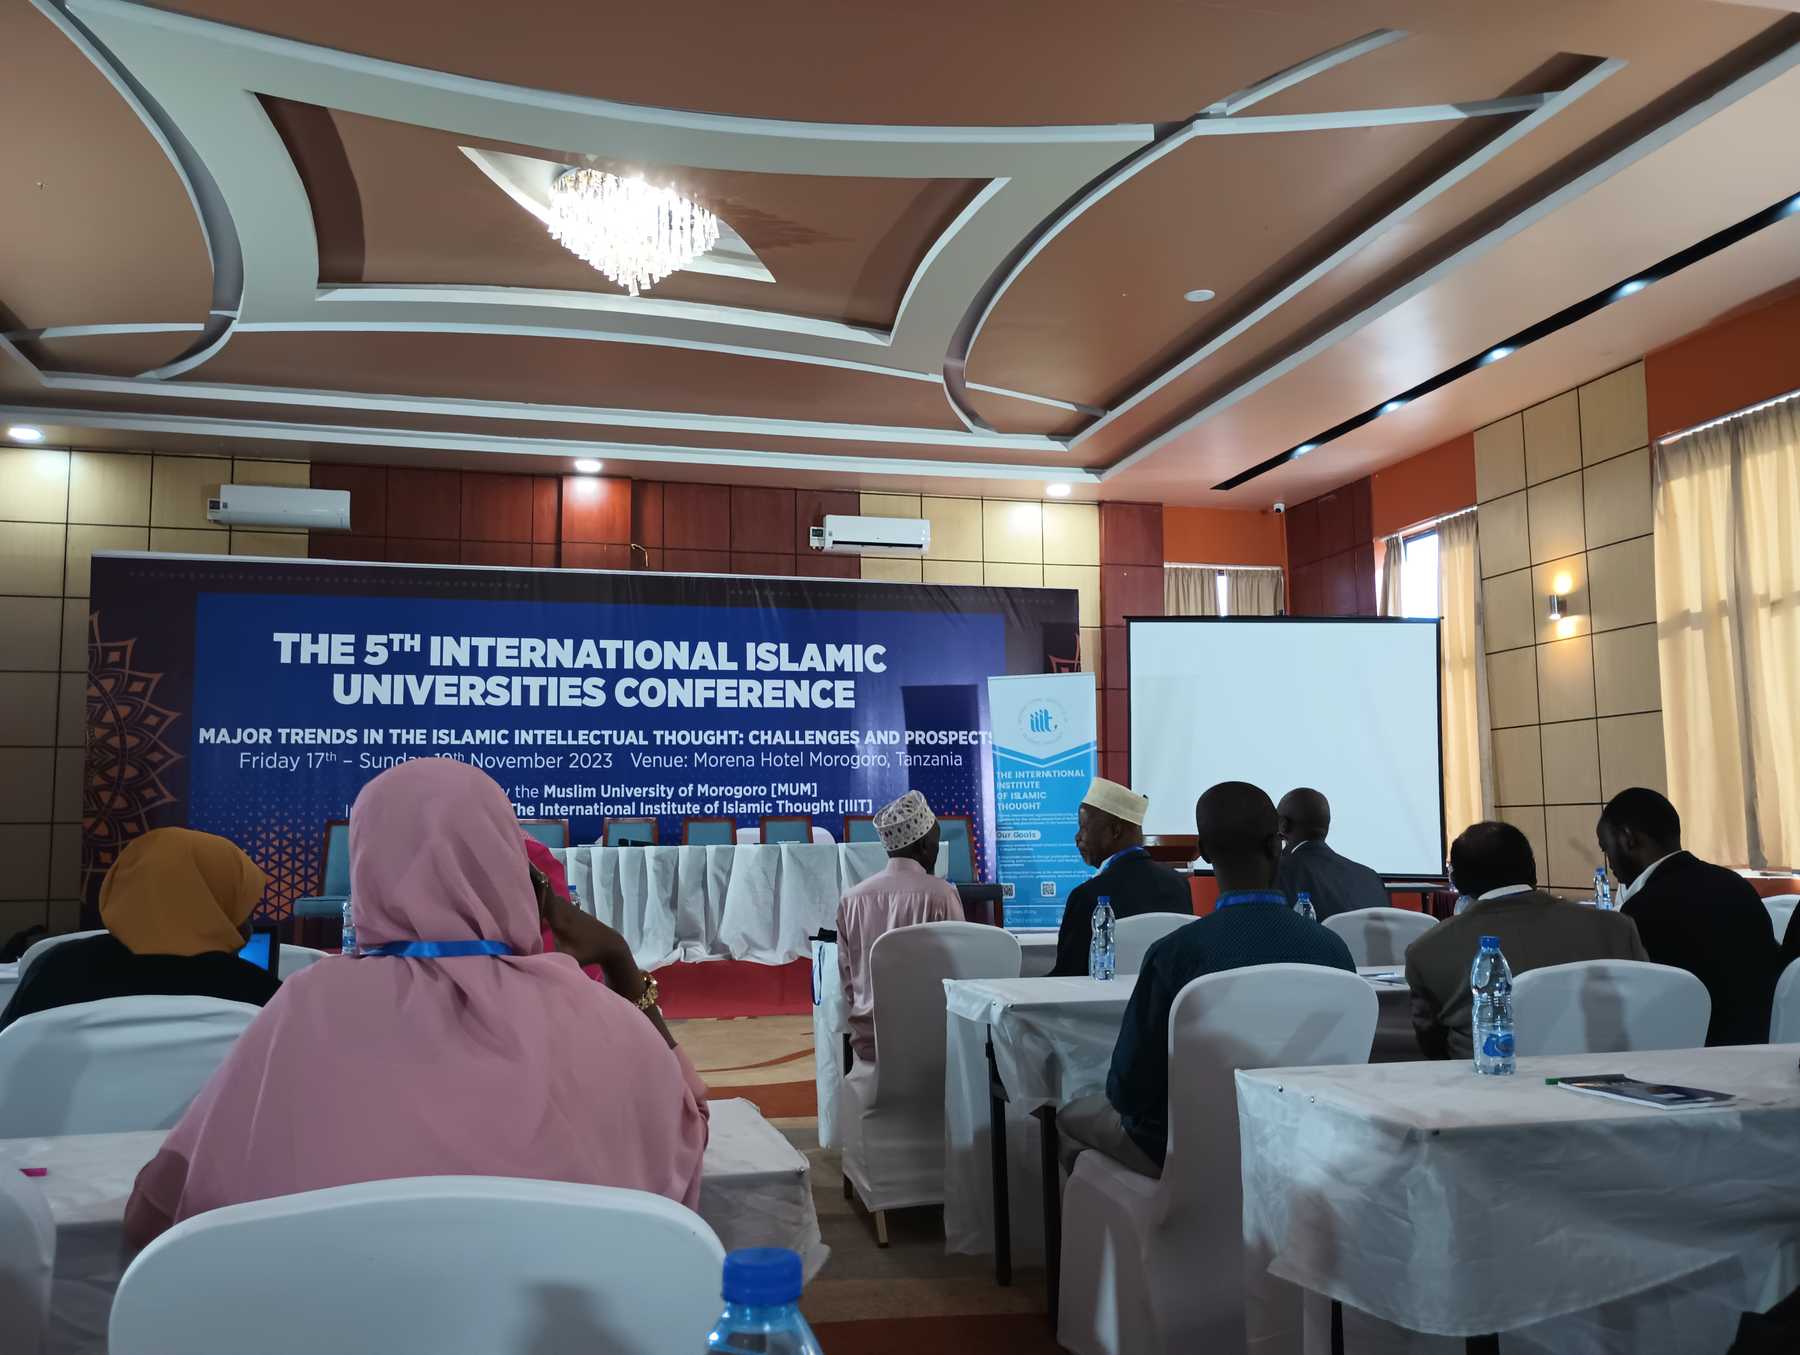 THE 5TH INTERNATIONAL ISLAMIC
UNIVERSITIES CONFERENCE
MAJOR TRENDS IN THE ISLAMIC INTELLECTUAL THOUGHT: CHALLENGES AND PROSPECTS
Friday 17th – Sunday 19th November 2023 Venue: Morena Hotel Morogoro, Tanzania
the Muslim University of Morogoro [MUM]
The International Institute of Islamic Thought [IIIT]
iiit.
THE INTERNATIONAL
INSTITUTE
OF ISLAMIC
THOUGHT
Our Goals